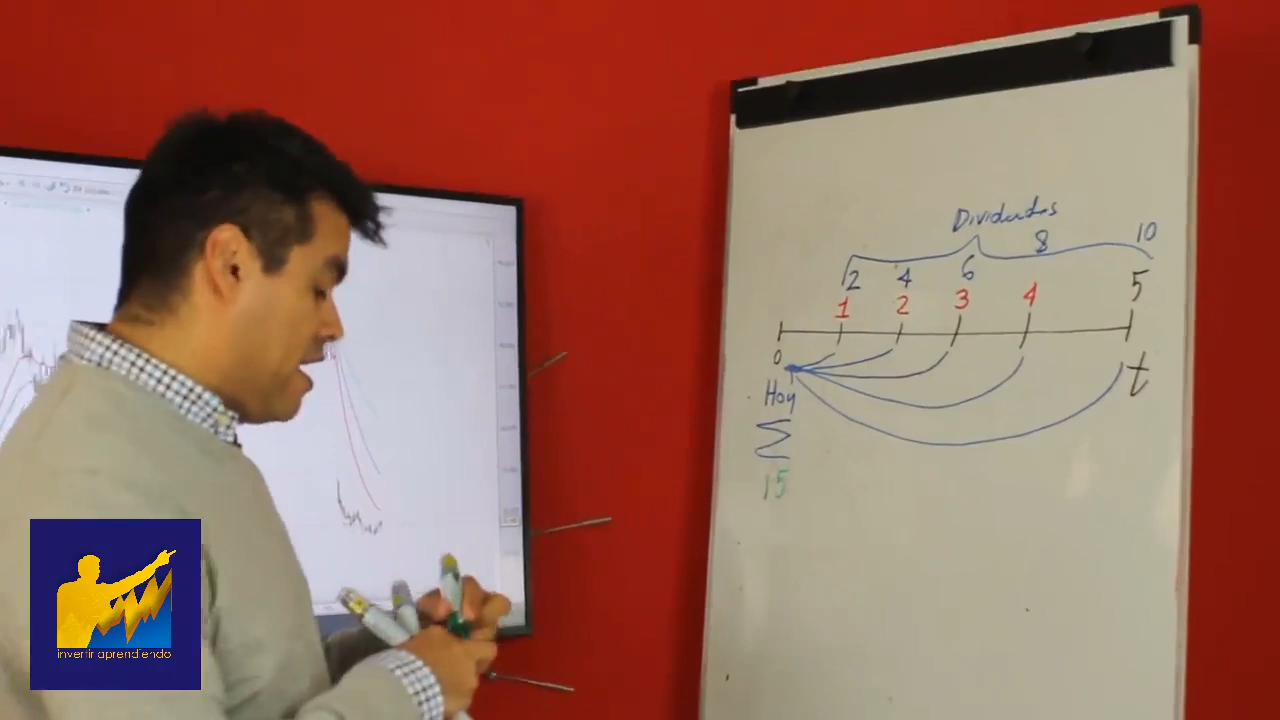 Dividendos
2 4 6 8 10
1 2 3 4 5
0 t
Hoy
Σ
15
invertir aprendiendo